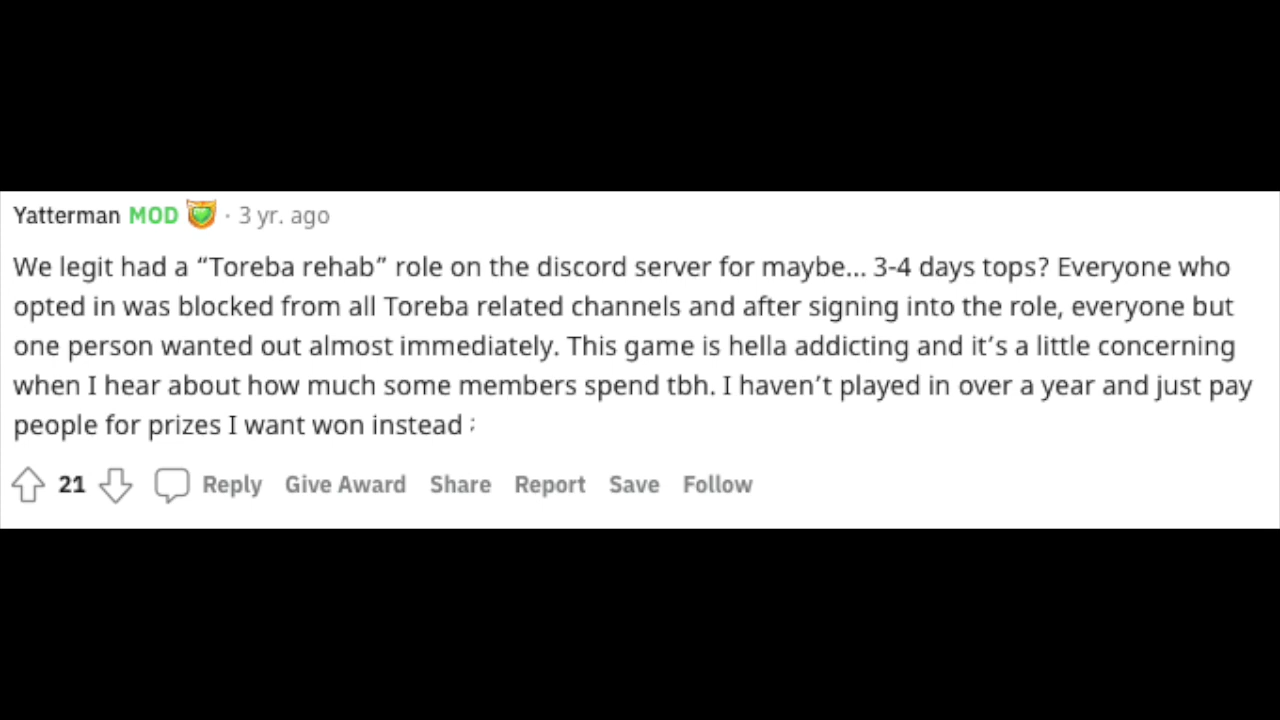 Yatterman MOD · 3 yr. ago
We legit had a “Toreba rehab” role on the discord server for maybe... 3-4 days tops? Everyone who
opted in was blocked from all Toreba related channels and after signing into the role, everyone but
one person wanted out almost immediately. This game is hella addicting and it’s a little concerning
when I hear about how much some members spend tbh. I haven’t played in over a year and just pay
people for prizes I want won instead ;
21 Reply Give Award Share Report Save Follow